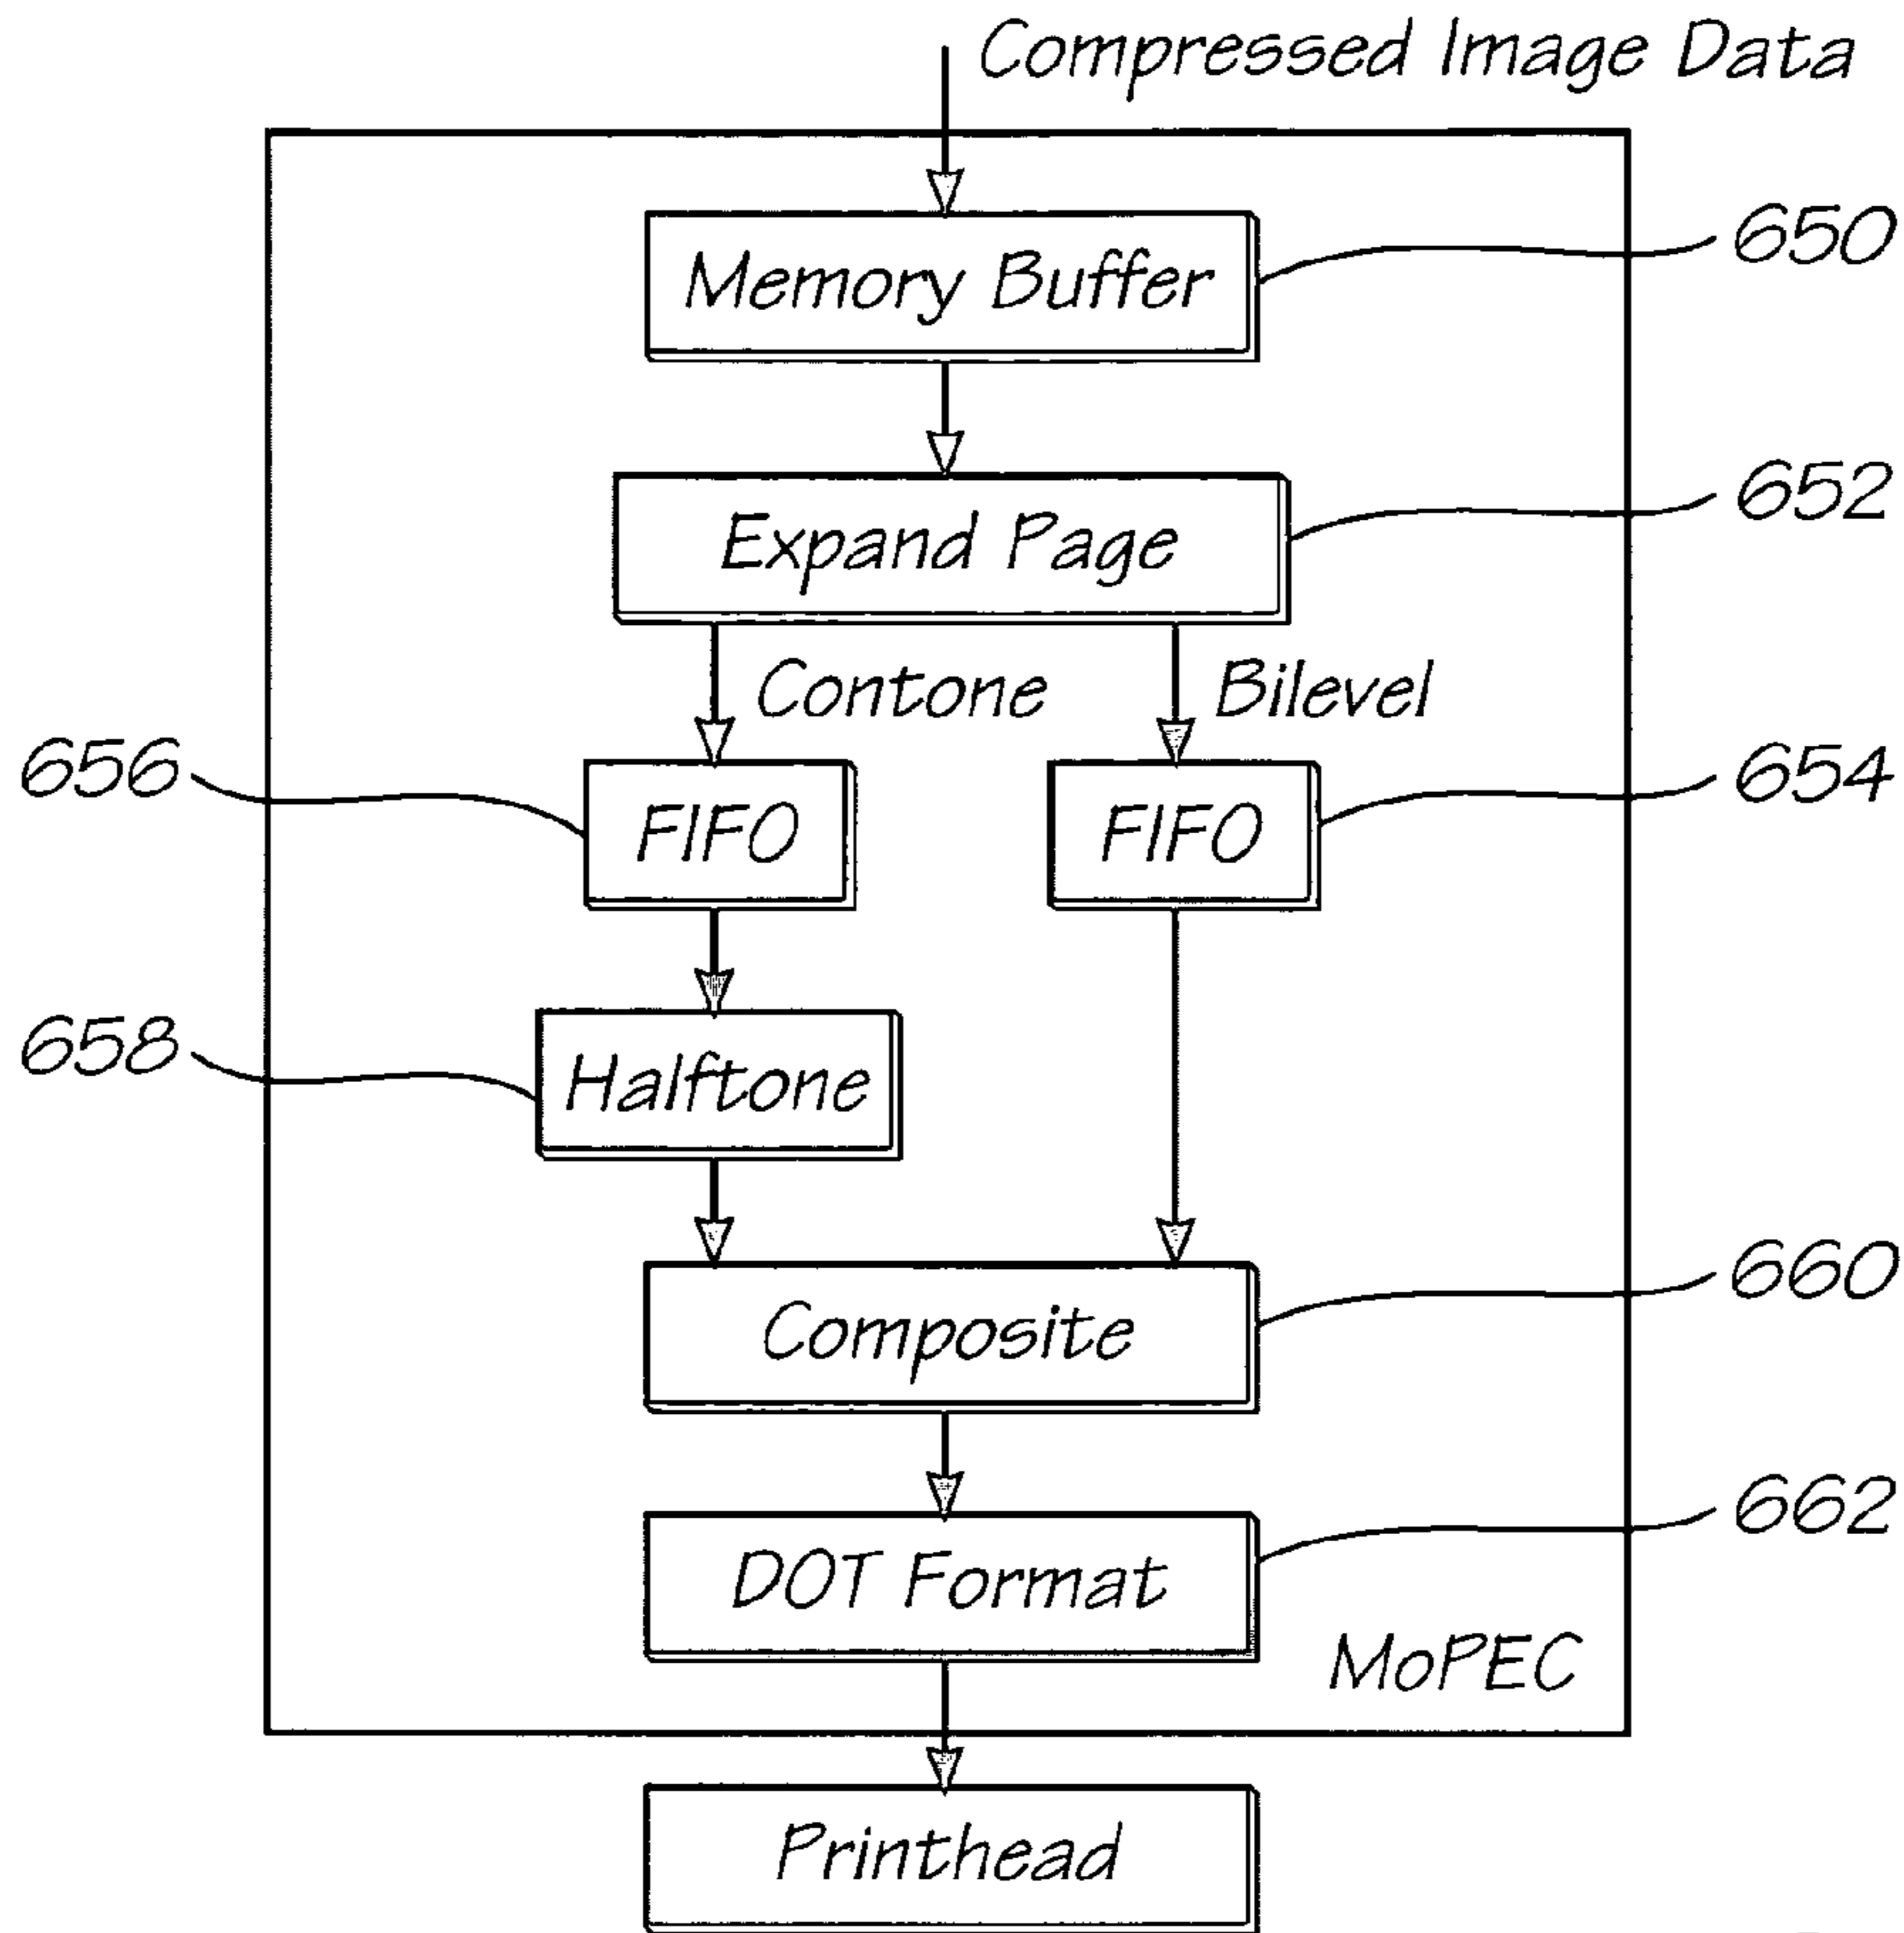 Compressed Image Data
Memory Buffer
650
Expand Page
652
Contone
Bilevel
656
FIFO
FIFO
654
658
Halftone
Composite
660
DOT Format
662
MoPEC
Printhead